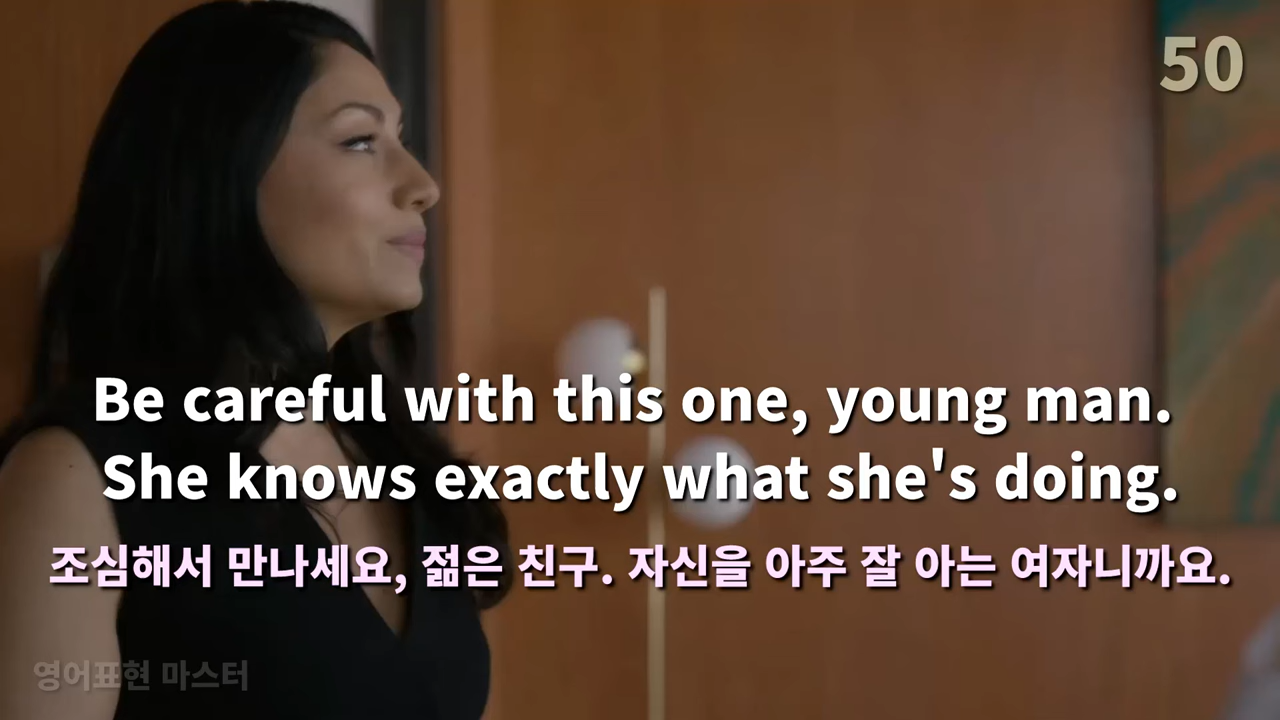 50
Be careful with this one, young man.
She knows exactly what she's doing.
조심해서 만나세요, 젊은 친구. 자신을 아주 잘 아는 여자니까요.
영어표현 마스터